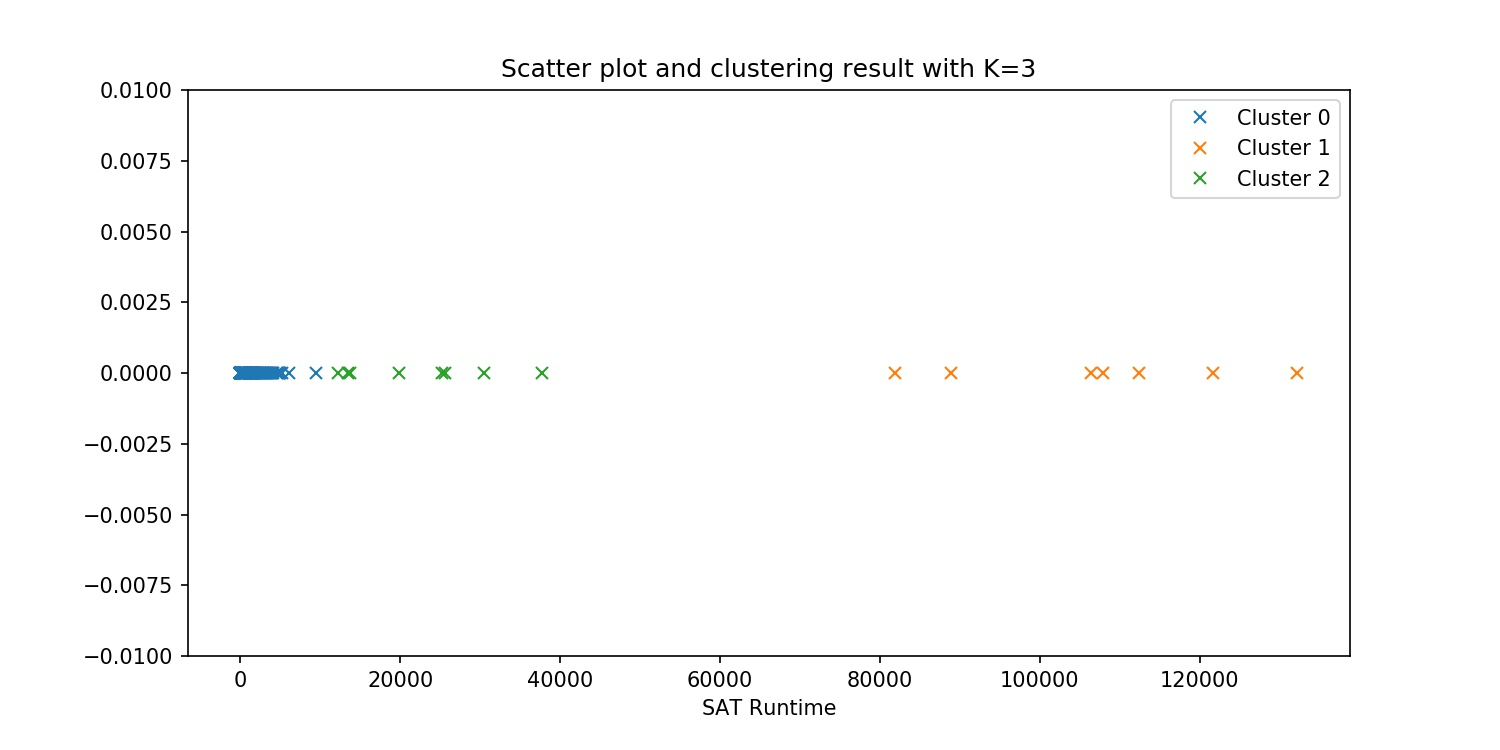 Scatter plot and clustering result with K=3
0.0100
0.0075
0.0050
0.0025
0.0000
−0.0025
−0.0050
−0.0075
−0.0100
Cluster 0
Cluster 1
Cluster 2
0 20000 40000 60000 80000 100000 120000
SAT Runtime